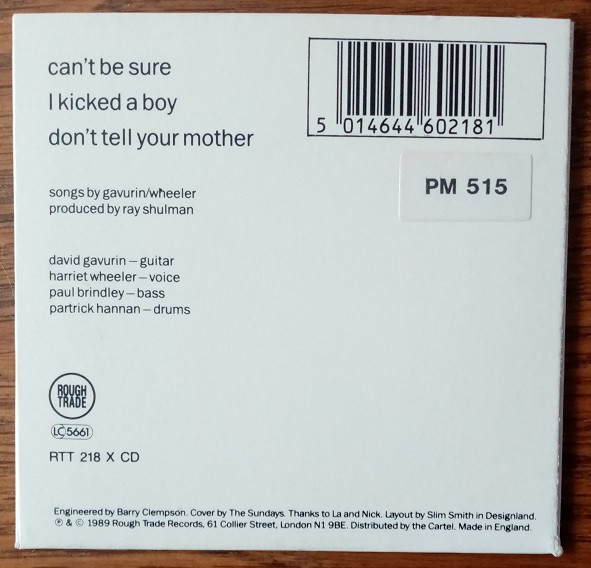 can't be sure
I kicked a boy
don't tell your mother
5 014644 602181
PM 515
songs by gavurin/wheeler
produced by ray shulman
david gavurin – guitar
harriet wheeler – voice
paul brindley – bass
partrick hannan – drums
ROUGH
TRADE
LC 5661
RTT 218 X CD
Engineered by Barry Clempson. Cover by The Sundays. Thanks to La and Nick. Layout by Slim Smith in Designland.
℗ & © 1989 Rough Trade Records, 61 Collier Street, London N1 9BE. Distributed by the Cartel. Made in England.